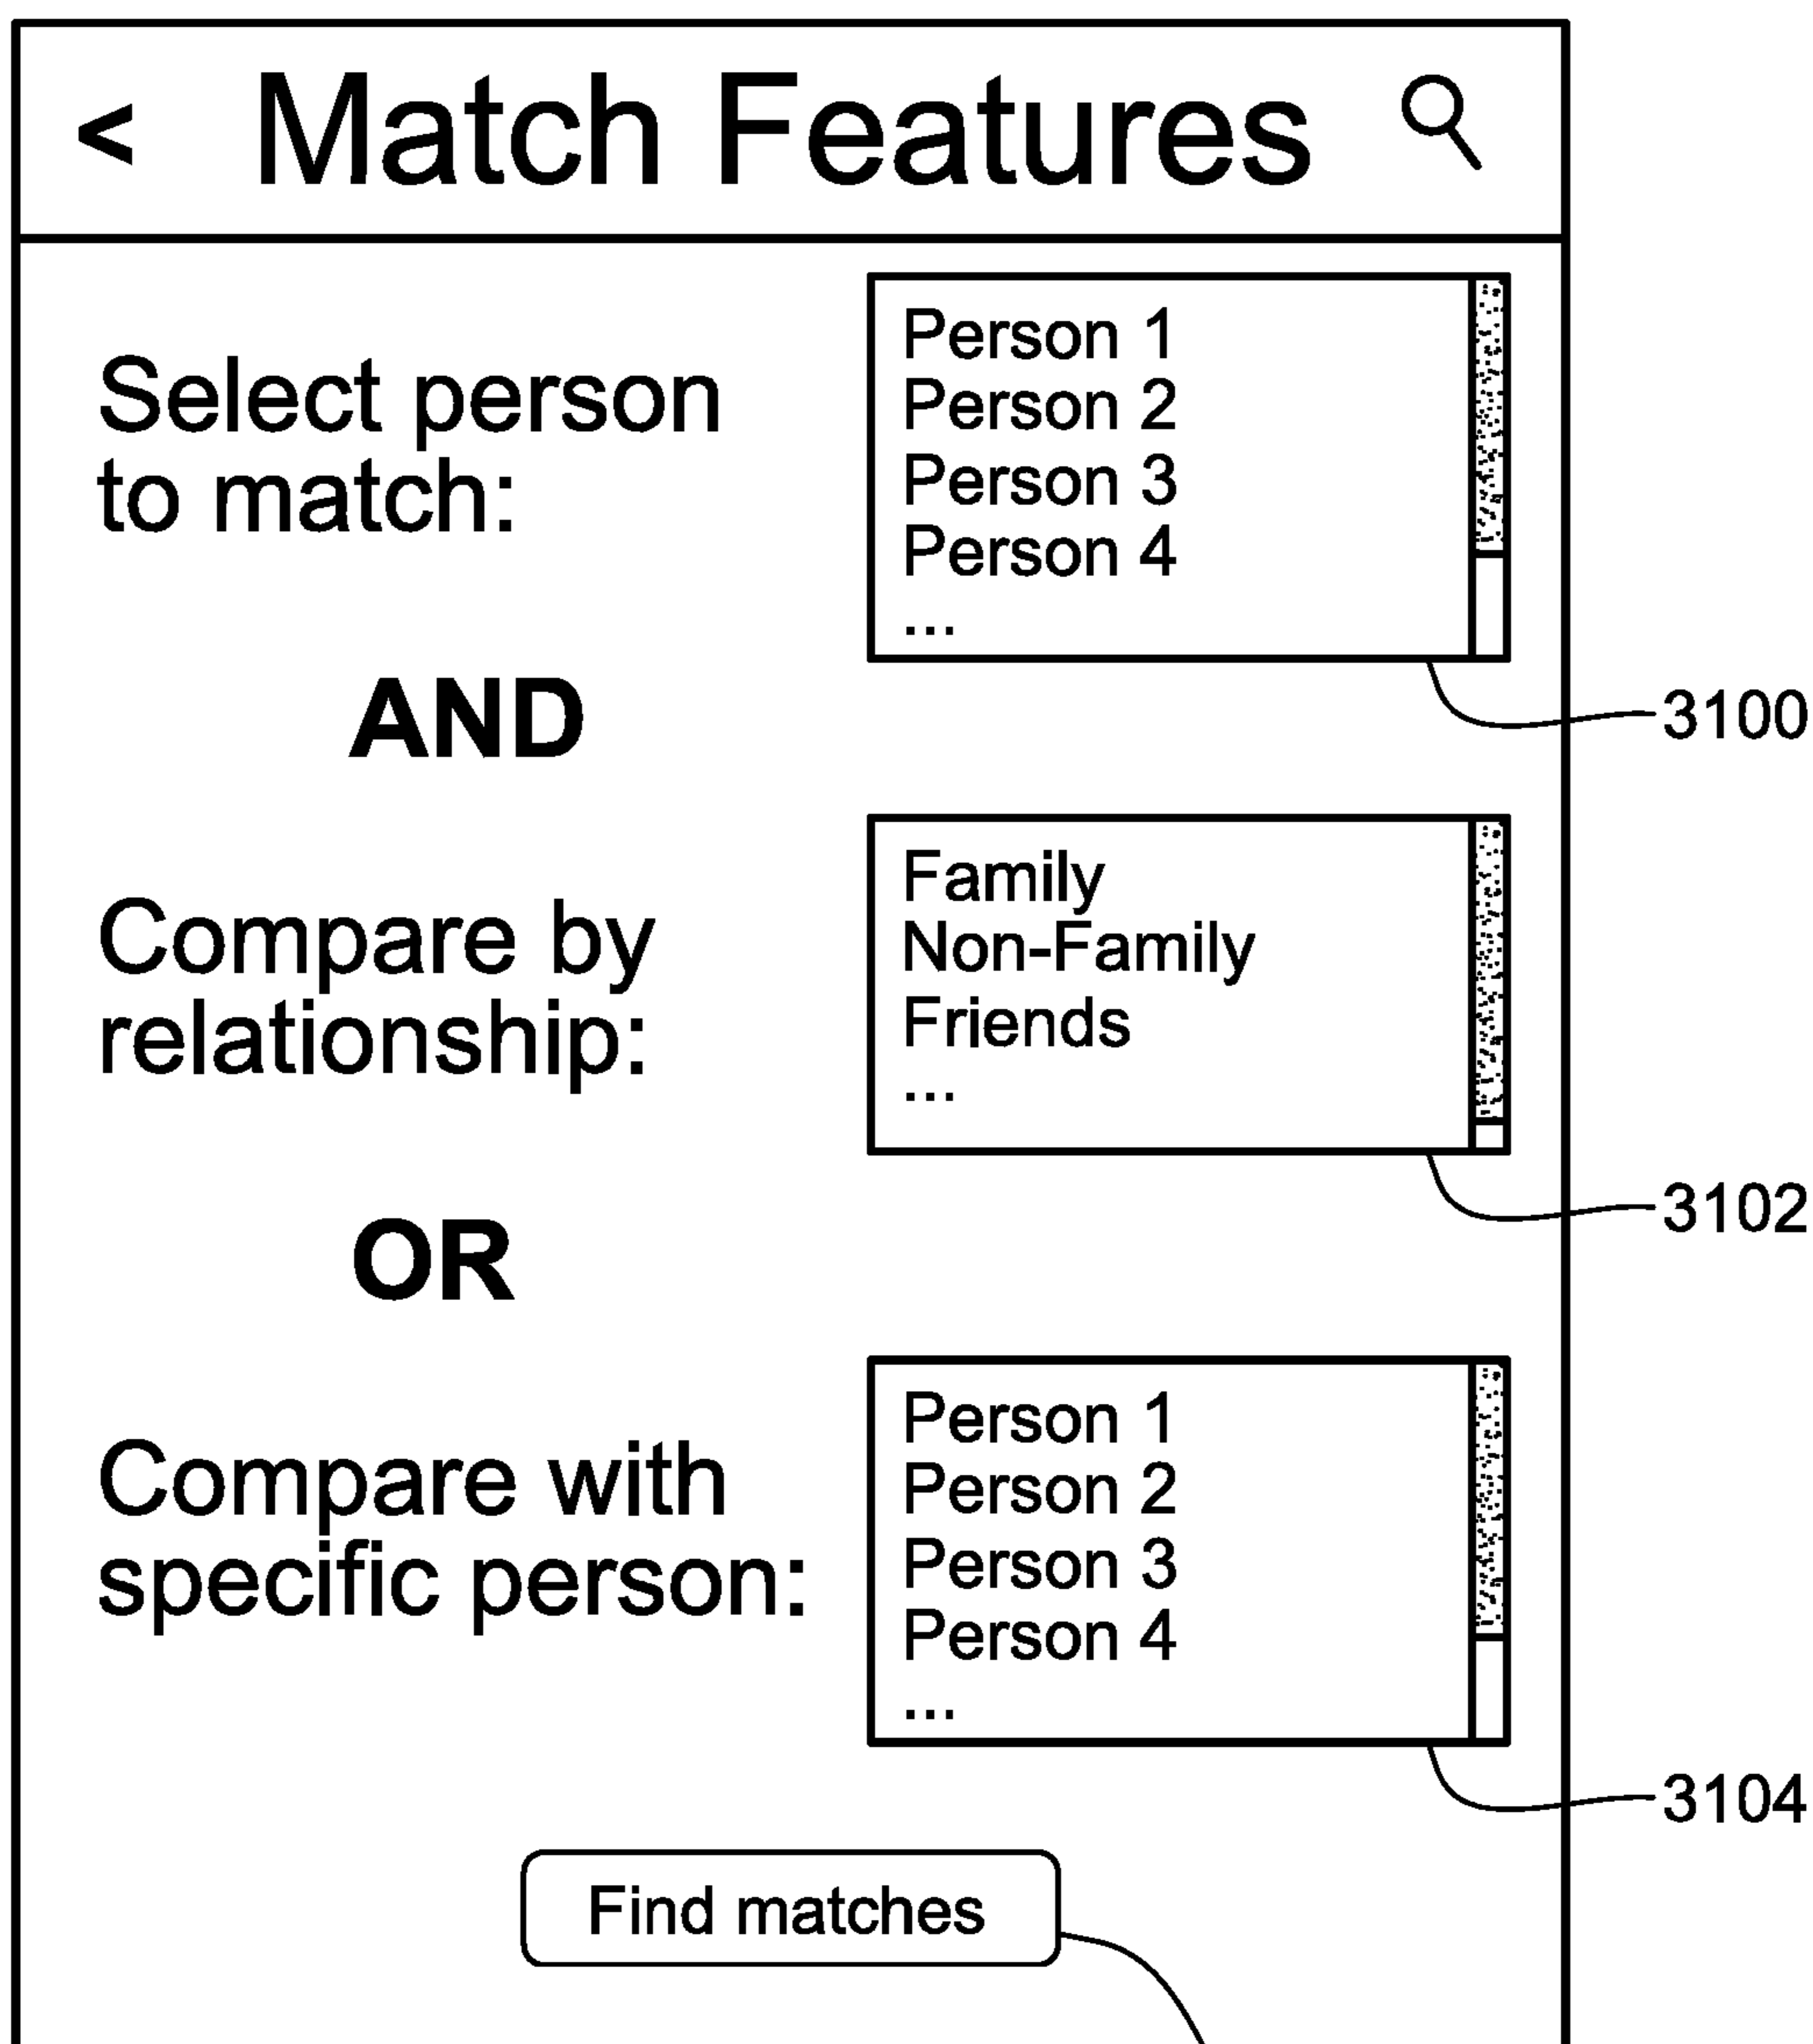 < Match Features
Select person
to match:
Person 1
Person 2
Person 3
Person 4
...
3100
AND
Compare by
relationship:
Family
Non-Family
Friends
...
3102
OR
Compare with
specific person:
Person 1
Person 2
Person 3
Person 4
...
3104
Find matches